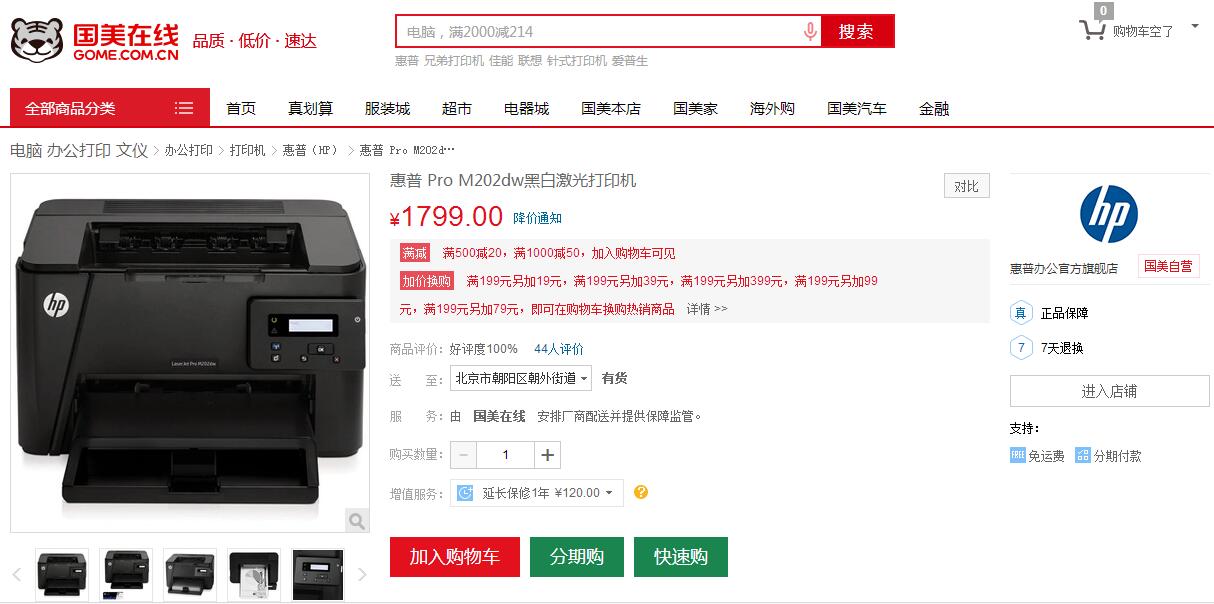 国美在线
GOME.COM.CN
品质 · 低价 · 速达
电脑，满2000减214
搜索
惠普 兄弟打印机 佳能 联想 针式打印机 爱普生
0
购物车空了
全部商品分类
首页 真划算 服装城 超市 电器城 国美本店 国美家 海外购 国美汽车 金融
电脑 办公打印 文仪 > 办公打印 > 打印机 > 惠普（HP） > 惠普 Pro M202d…
惠普 Pro M202dw黑白激光打印机
对比
¥1799.00 降价通知
满减 满500减20，满1000减50，加入购物车可见
加价换购 满199元另加19元，满199元另加39元，满199元另加399元，满199元另加99
元，满199元另加79元，即可在购物车换购热销商品 详情 >>
商品评价： 好评度100% 44人评价
送 至： 北京市朝阳区朝外街道 有货
服 务： 由 国美在线 安排厂商配送并提供保障监管。
购买数量： − 1 +
增值服务： 延长保修1年 ¥120.00 ?
加入购物车 分期购 快速购
hp
LaserJet Pro M202dw
OK
hp
惠普办公官方旗舰店 国美自营
真 正品保障
7 7天退换
进入店铺
支持：
FREE 免运费 分期付款